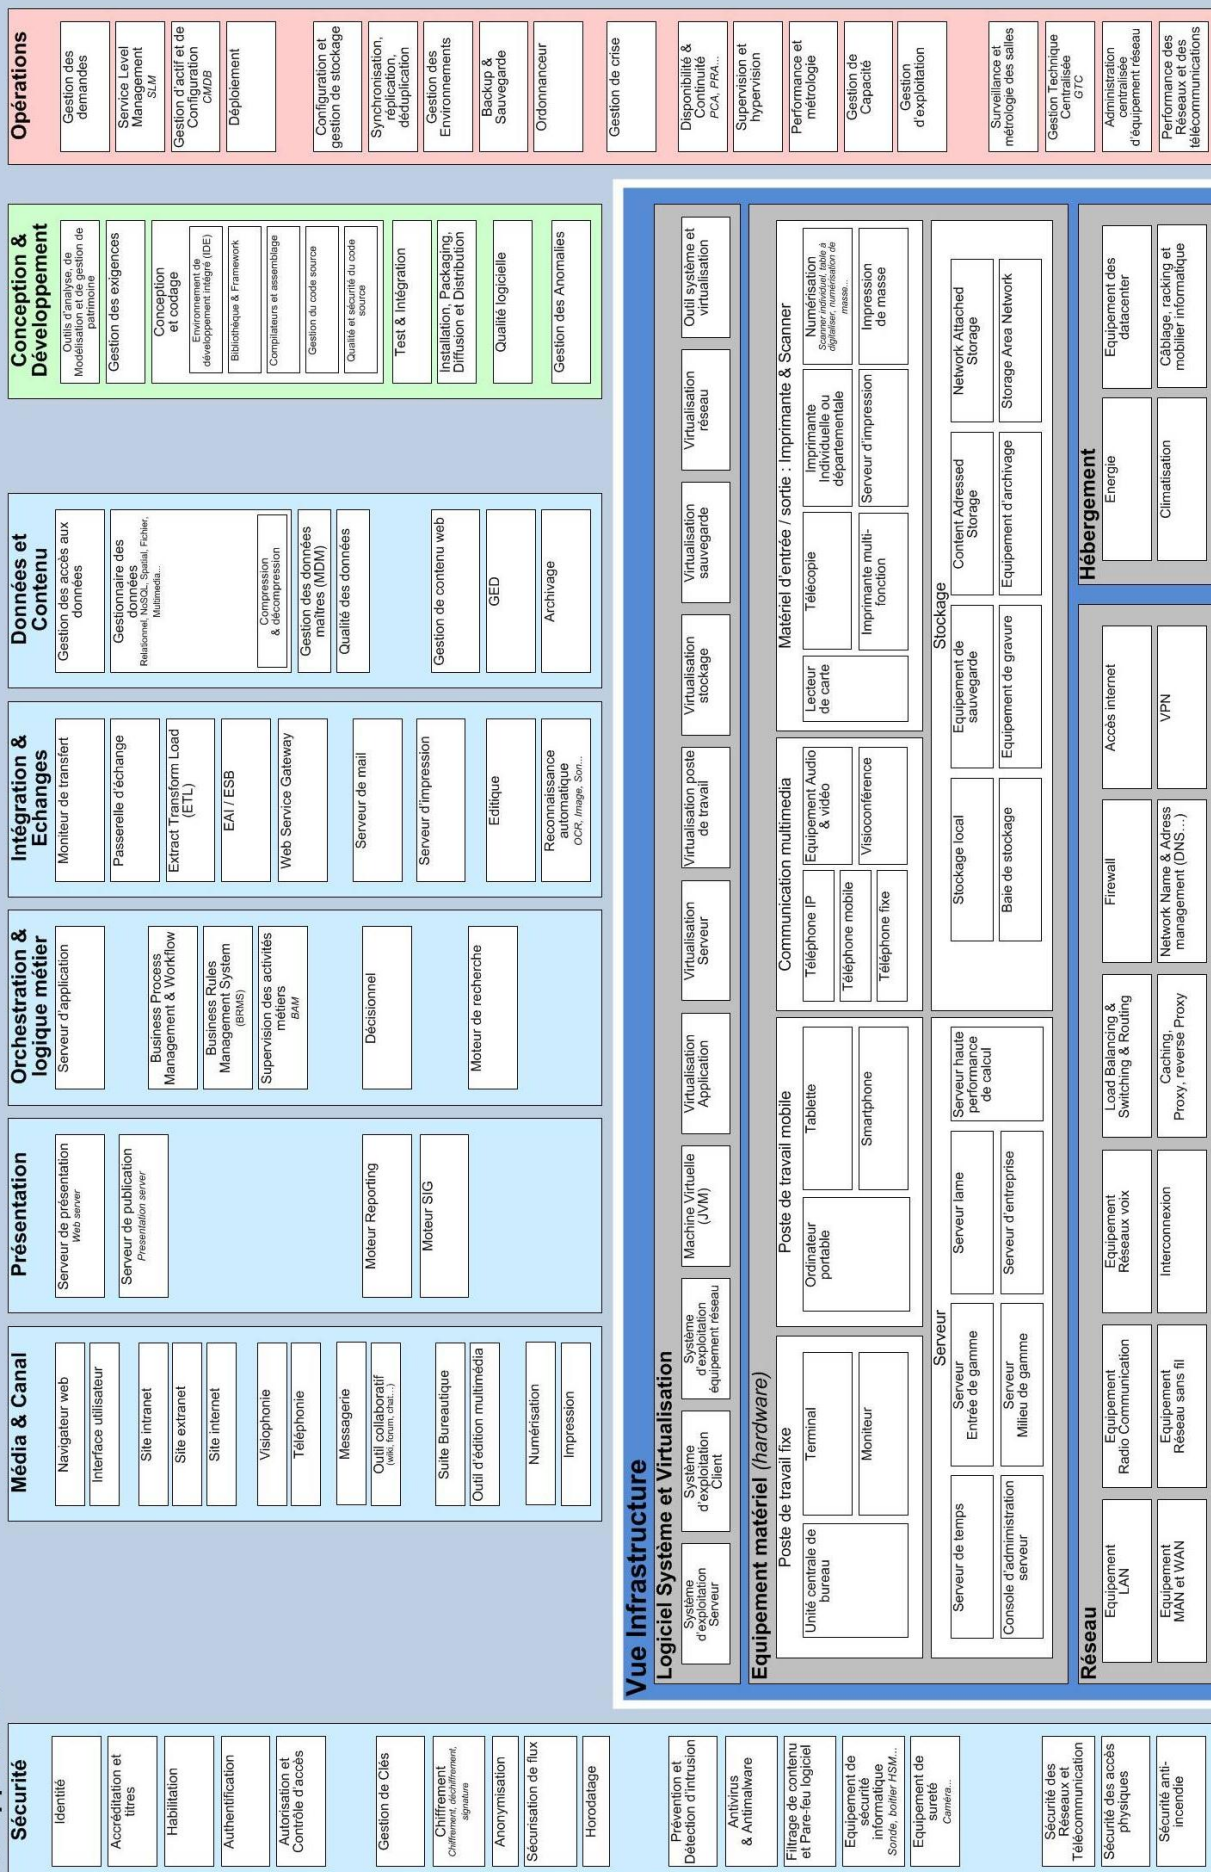 Sécurité
Identité
Accréditation et
titres
Habilitation
Authentification
Autorisation et
Contrôle d'accès
Gestion de Clés
Chiffrement
Chiffrement, déchiffrement,
signature
Anonymisation
Sécurisation de flux
Horodatage
Prévention et
Détection d'intrusion
Antivirus
& Antimalware
Filtrage de contenu
et Pare-feu logiciel
Equipement de
sécurité
informatique
Sonde, boitier HSM...
Equipement de
sureté
Caméra...
Sécurité des
Réseaux et
Télécommunication
Sécurité des accès
physiques
Sécurité anti-
incendie
Média & Canal
Navigateur web
Interface utilisateur
Site intranet
Site extranet
Site internet
Visiophonie
Téléphonie
Messagerie
Outil collaboratif
(wiki, forum, chat...)
Suite Bureautique
Outil d'édition multimédia
Numérisation
Impression
Présentation
Serveur de présentation
Web server
Serveur de publication
Presentation server
Moteur Reporting
Moteur SIG
Orchestration &
logique métier
Serveur d'application
Business Process
Management & Workflow
Business Rules
Management System
(BRMS)
Supervision des activités
métiers
BAM
Décisionnel
Moteur de recherche
Intégration &
Echanges
Moniteur de transfert
Passerelle d'échange
Extract Transform Load
(ETL)
EAI / ESB
Web Service Gateway
Serveur de mail
Serveur d'impression
Editique
Reconnaissance
automatique
OCR, Image, Son...
Données et
Contenu
Gestion des accès aux
données
Gestionnaire des
données
Relationnel, NoSQL, Spatial, Fichier,
Multimedia...
Compression
& décompression
Gestion des données
maîtres (MDM)
Qualité des données
Gestion de contenu web
GED
Archivage
Conception &
Développement
Outils d'analyse, de
Modélisation et de gestion de
patrimoine
Gestion des exigences
Conception
et codage
Environnement de
développement intégré (IDE)
Bibliothèque & Framework
Compilateurs et assemblage
Gestion du code source
Qualité et sécurité du code
source
Test & Intégration
Installation, Packaging,
Diffusion et Distribution
Qualité logicielle
Gestion des Anomalies
Opérations
Gestion des
demandes
Service Level
Management
SLM
Gestion d'actif et de
Configuration
CMDB
Déploiement
Configuration et
gestion de stockage
Synchronisation,
réplication,
déduplication
Gestion des
Environnements
Backup &
Sauvegarde
Ordonnanceur
Gestion de crise
Disponibilité &
Continuité
PCA, PRA...
Supervision et
hypervision
Performance et
métrologie
Gestion de
Capacité
Gestion
d'exploitation
Surveillance et
métrologie des salles
Gestion Technique
Centralisée
GTC
Administration
centralisée
d'équipement réseau
Performance des
Réseaux et des
télécommunications
Vue Infrastructure
Logiciel Système et Virtualisation
Système
d'exploitation
Serveur
Système
d'exploitation
Client
Système
d'exploitation
équipement réseau
Machine Virtuelle
(JVM)
Virtualisation
Application
Virtualisation
Serveur
Virtualisation poste
de travail
Virtualisation
stockage
Virtualisation
sauvegarde
Virtualisation
réseau
Outil système et
virtualisation
Equipement matériel (hardware)
Poste de travail fixe
Unité centrale de
bureau
Terminal
Moniteur
Poste de travail mobile
Ordinateur
portable
Tablette
Smartphone
Communication multimedia
Téléphone IP
Téléphone mobile
Téléphone fixe
Equipement Audio
& vidéo
Visioconférence
Matériel d'entrée / sortie : Imprimante & Scanner
Lecteur
de carte
Télécopie
Imprimante multi-
fonction
Imprimante
Individuelle ou
départementale
Serveur d'impression
Numérisation
Scanner individuel, table à
digitaliser, numérisation de
masse...
Impression
de masse
Serveur
Serveur de temps
Console d'administration
serveur
Serveur
Entrée de gamme
Serveur
Milieu de gamme
Serveur lame
Serveur d'entreprise
Serveur haute
performance
de calcul
Stockage
Stockage local
Baie de stockage
Equipement de
sauvegarde
Equipement de gravure
Content Adressed
Storage
Equipement d'archivage
Network Attached
Storage
Storage Area Network
Réseau
Equipement
LAN
Equipement
MAN et WAN
Equipement
Radio Communication
Equipement
Réseau sans fil
Equipement
Réseaux voix
Interconnexion
Load Balancing &
Switching & Routing
Caching,
Proxy, reverse Proxy
Firewall
Network Name & Adress
management (DNS...)
Accès internet
VPN
Hébergement
Energie
Climatisation
Equipement des
datacenter
Câblage, racking et
mobilier informatique